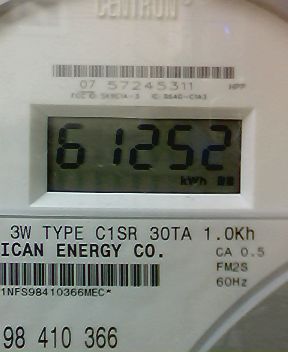 CENTRON®
07 57245311 HPP
61252
kWh
3W TYPE C1SR 30TA 1.0Kh
ICAN ENERGY CO. CA 0.5
FM2S
1NFS98410366MEC* 60Hz
98 410 366